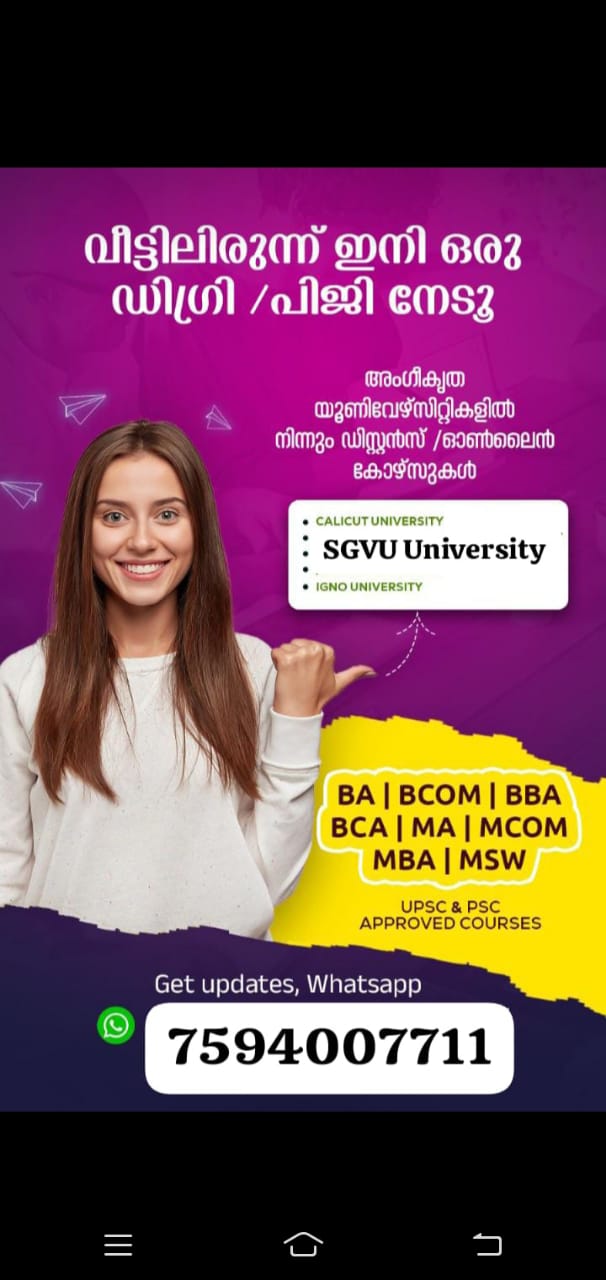 വീട്ടിലിരുന്ന് ഇനി ഒരു
ഡിഗ്രി /പിജി നേടൂ
അംഗീകൃത
യൂണിവേഴ്സിറ്റികളിൽ
നിന്നും ഡിസ്റ്റൻസ് /ഓൺലൈൻ
കോഴ്സുകൾ
• CALICUT UNIVERSITY
• SGVU University
• IGNO UNIVERSITY
BA | BCOM | BBA
BCA | MA | MCOM
MBA | MSW
UPSC & PSC
APPROVED COURSES
Get updates, Whatsapp
7594007711